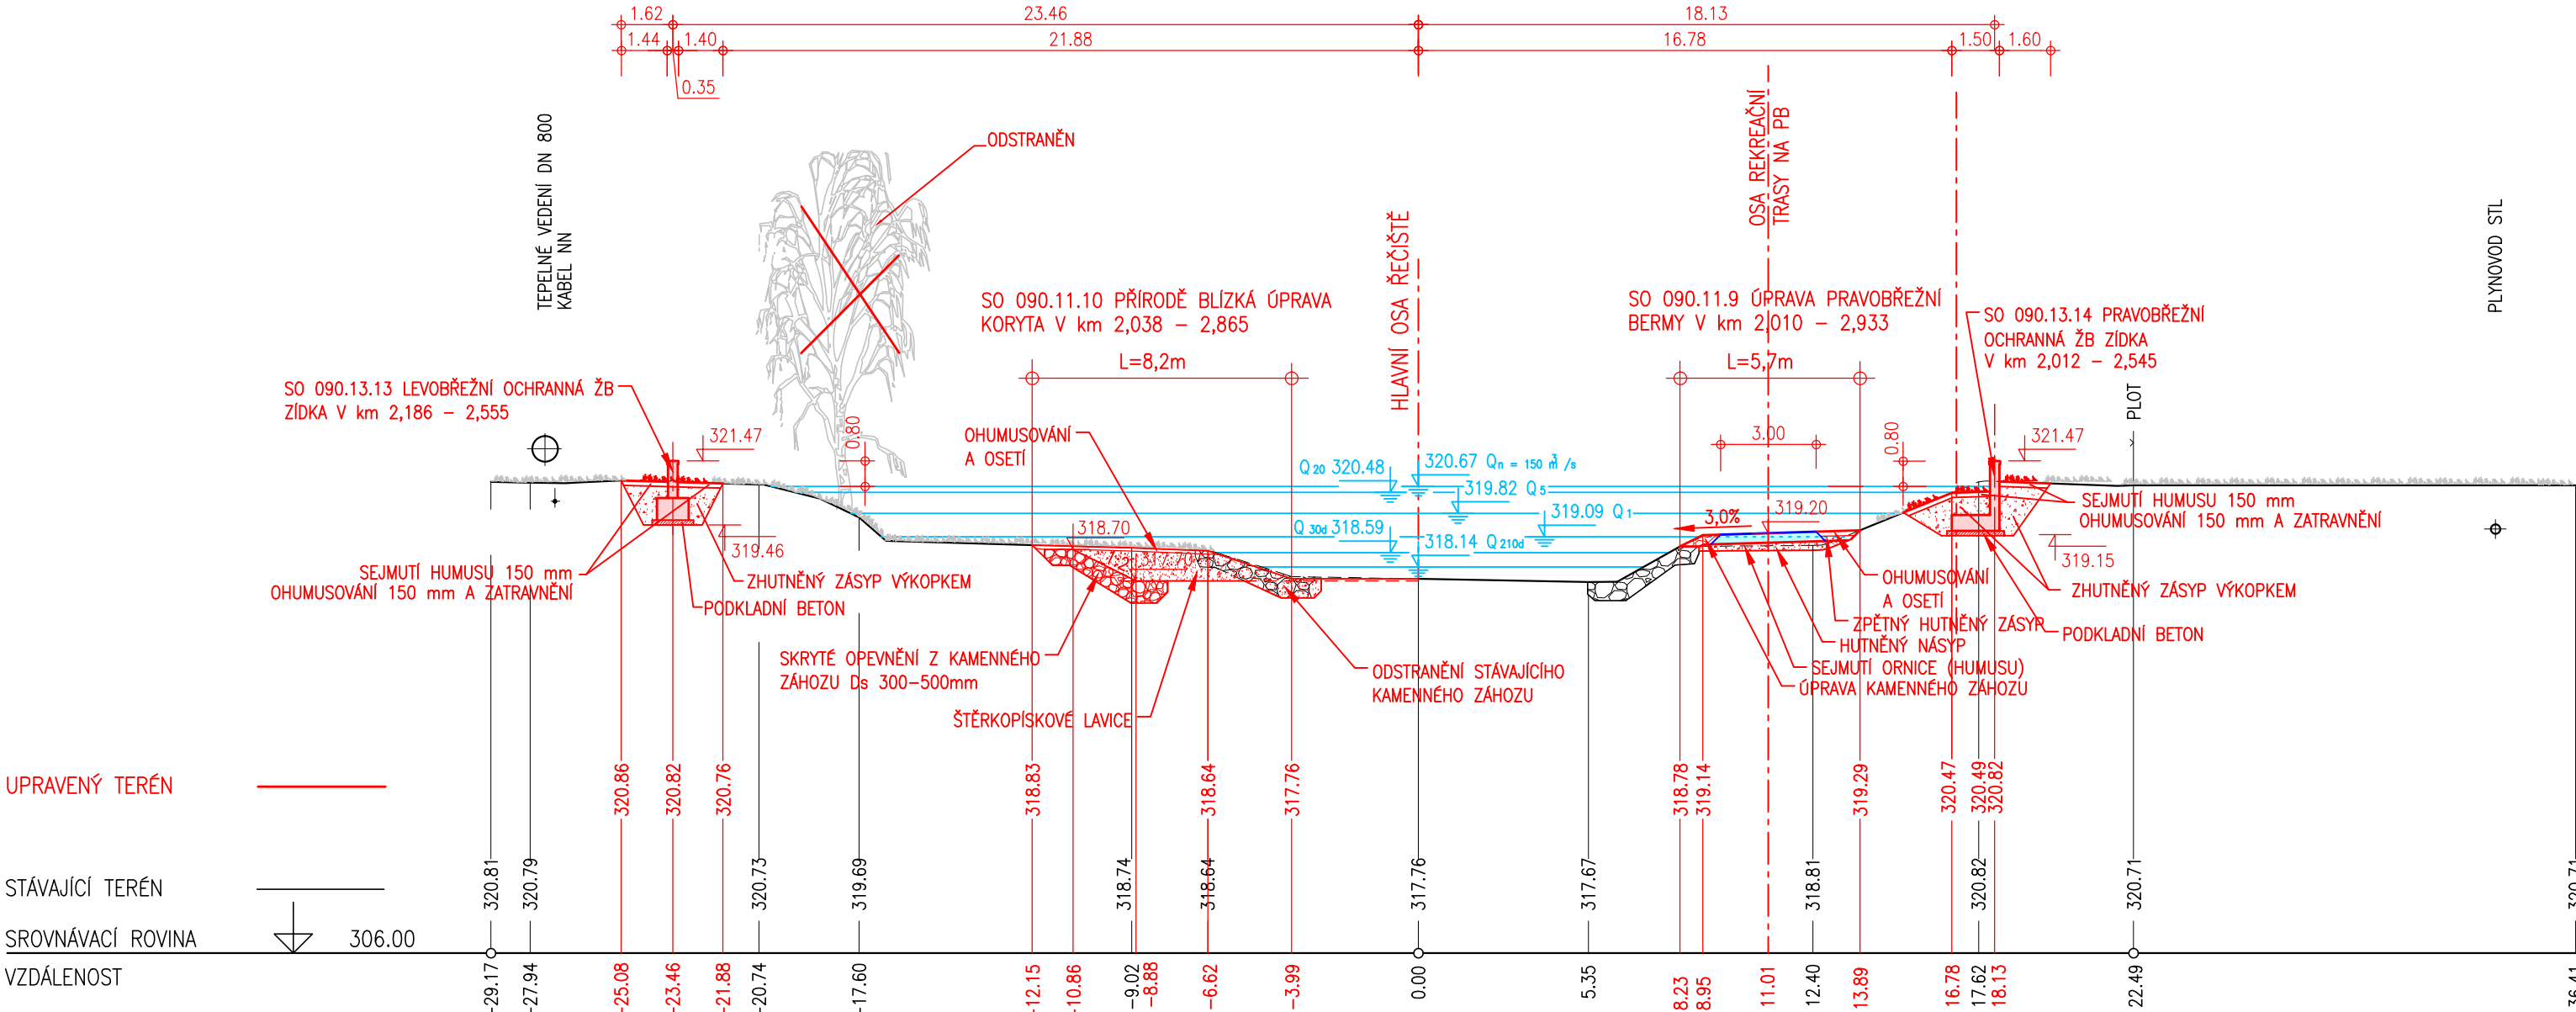 1.62
23.46
18.13
1.44
1.40
21.88
16.78
1.50
1.60
0.35
TEPELNÉ VEDENÍ DN 800
KABEL NN
ODSTRANĚN
HLAVNÍ OSA ŘEČIŠTĚ
OSA REKREAČNÍ
TRASY NA PB
PLYNOVOD STL
SO 090.11.10 PŘÍRODĚ BLÍZKÁ ÚPRAVA
KORYTA V km 2,038 – 2,865
L=8,2m
SO 090.11.9 ÚPRAVA PRAVOBŘEŽNÍ
BERMY V km 2,010 – 2,933
L=5,7m
SO 090.13.14 PRAVOBŘEŽNÍ
OCHRANNÁ ŽB ZÍDKA
V km 2,012 – 2,545
PLOT
SO 090.13.13 LEVOBŘEŽNÍ OCHRANNÁ ŽB
ZÍDKA V km 2,186 – 2,555
321.47
0.80
OHUMUSOVÁNÍ
A OSETÍ
3.00
0.80
321.47
Q20 320.48
320.67 Qn = 150 m³/s
319.82 Q5
319.09 Q1
Q30d 318.59
318.14 Q210d
3,0%
319.20
318.70
319.46
319.15
SEJMUTÍ HUMUSU 150 mm
OHUMUSOVÁNÍ 150 mm A ZATRAVNĚNÍ
ZHUTNĚNÝ ZÁSYP VÝKOPKEM
PODKLADNÍ BETON
SKRYTÉ OPEVNĚNÍ Z KAMENNÉHO
ZÁHOZU Ds 300–500mm
ŠTĚRKOPÍSKOVÉ LAVICE
ODSTRANĚNÍ STÁVAJÍCÍHO
KAMENNÉHO ZÁHOZU
OHUMUSOVÁNÍ
A OSETÍ
ZPĚTNÝ HUTNĚNÝ ZÁSYP
HUTNĚNÝ NÁSYP
SEJMUTÍ ORNICE (HUMUSU)
ÚPRAVA KAMENNÉHO ZÁHOZU
SEJMUTÍ HUMUSU 150 mm
OHUMUSOVÁNÍ 150 mm A ZATRAVNĚNÍ
ZHUTNĚNÝ ZÁSYP VÝKOPKEM
PODKLADNÍ BETON
UPRAVENÝ TERÉN
320.86
320.82
320.76
318.83
318.64
317.76
318.78
319.14
319.29
320.47
320.49
320.82
STÁVAJÍCÍ TERÉN
320.81
320.79
320.73
319.69
318.74
318.64
317.76
317.67
318.81
320.82
320.71
320.71
SROVNÁVACÍ ROVINA
306.00
VZDÁLENOST
-29.17
-27.94
-25.08
-23.46
-21.88
-20.74
-17.60
-12.15
-10.86
-9.02
-8.88
-6.62
-3.99
0.00
5.35
8.23
8.95
11.01
12.40
13.89
16.78
17.62
18.13
22.49
36.41